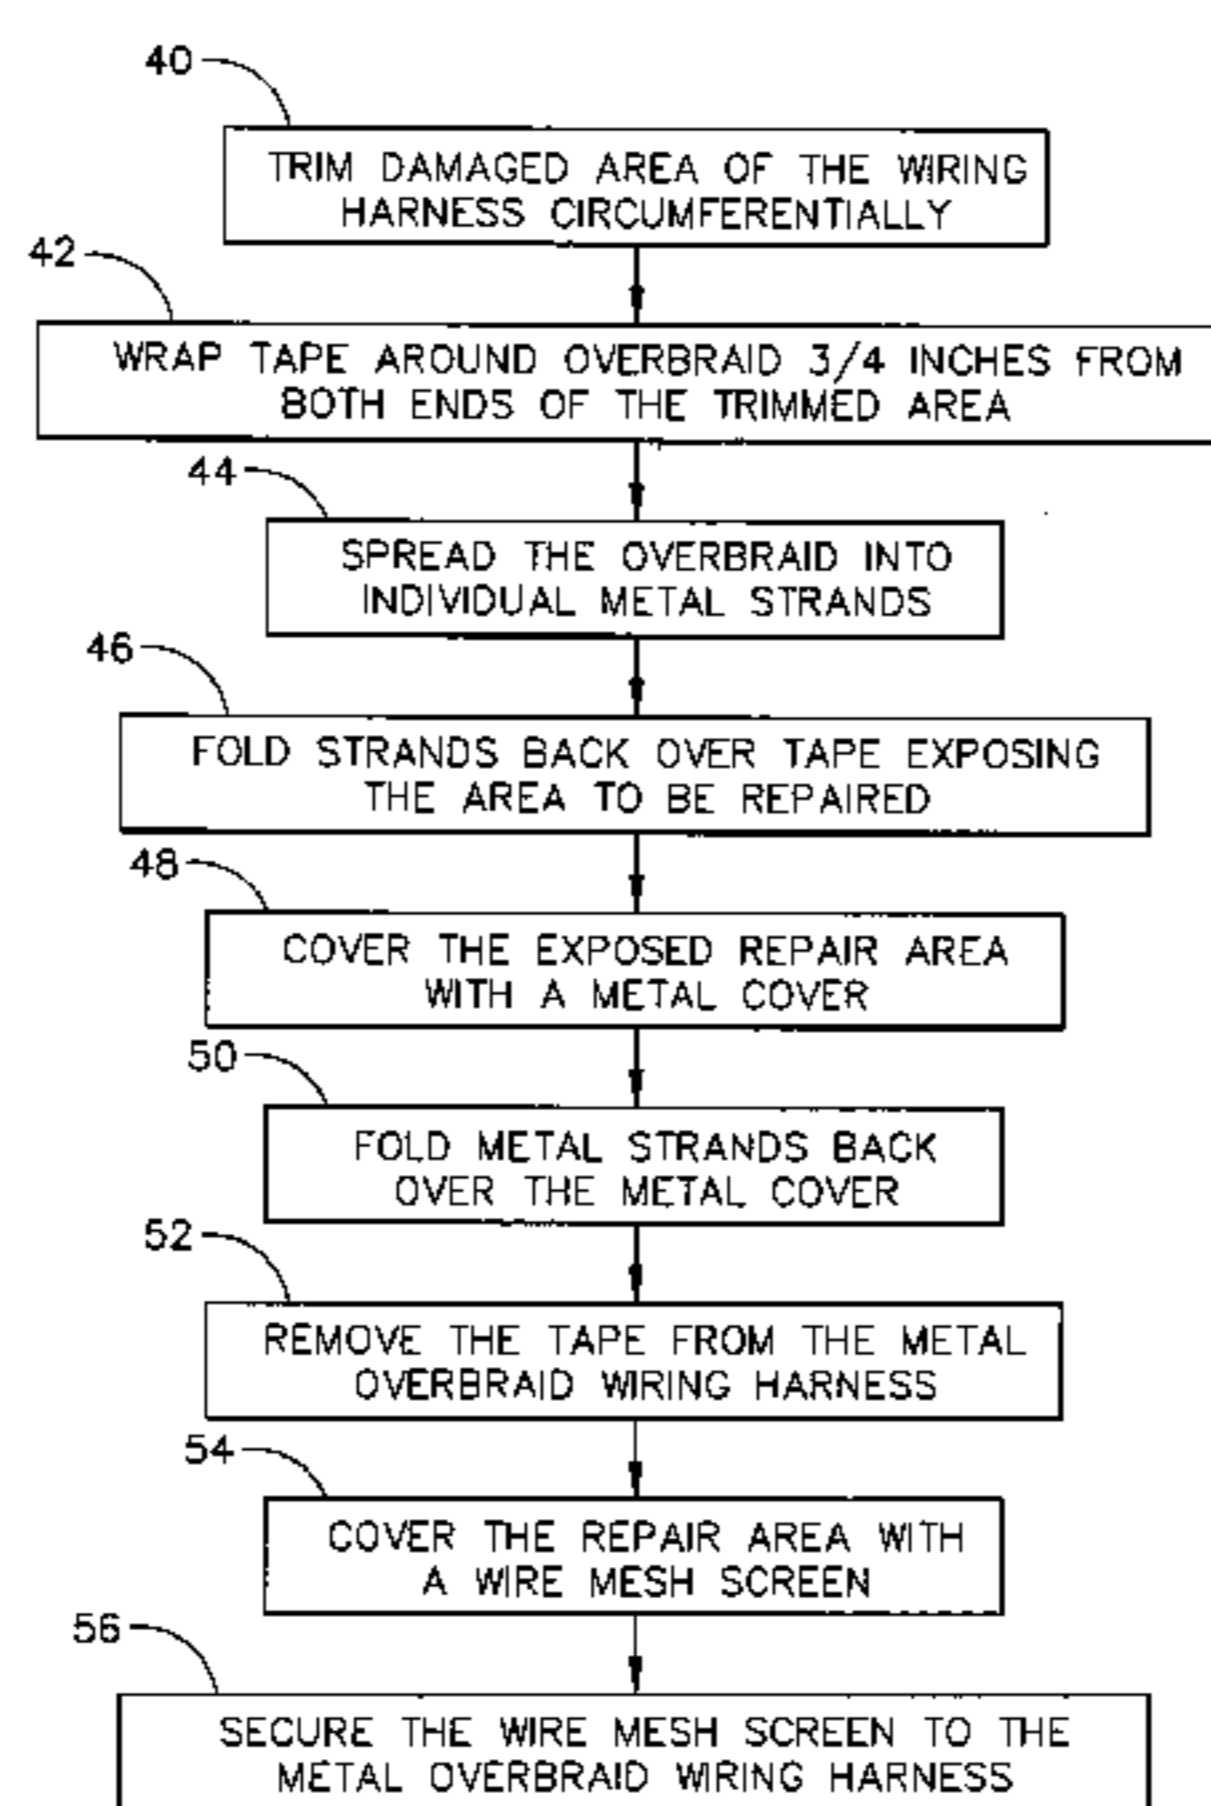 40
TRIM DAMAGED AREA OF THE WIRING
HARNESS CIRCUMFERENTIALLY
42
WRAP TAPE AROUND OVERBRAID 3/4 INCHES FROM
BOTH ENDS OF THE TRIMMED AREA
44
SPREAD THE OVERBRAID INTO
INDIVIDUAL METAL STRANDS
46
FOLD STRANDS BACK OVER TAPE EXPOSING
THE AREA TO BE REPAIRED
48
COVER THE EXPOSED REPAIR AREA
WITH A METAL COVER
50
FOLD METAL STRANDS BACK
OVER THE METAL COVER
52
REMOVE THE TAPE FROM THE METAL
OVERBRAID WIRING HARNESS
54
COVER THE REPAIR AREA WITH
A WIRE MESH SCREEN
56
SECURE THE WIRE MESH SCREEN TO THE
METAL OVERBRAID WIRING HARNESS